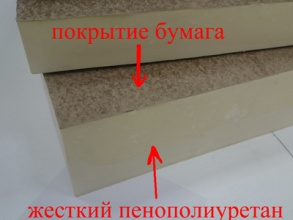 покрытие бумага
жесткий пенополиуретан